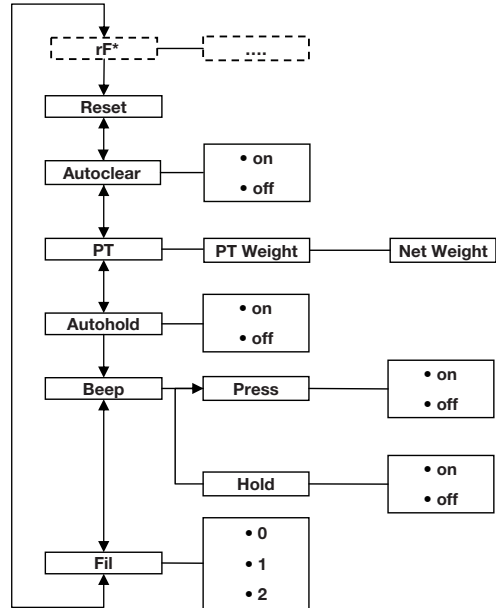 rF*
....
Reset
Autoclear
• on
• off
PT
PT Weight
Net Weight
Autohold
• on
• off
Beep
Press
• on
• off
Hold
• on
• off
Fil
• 0
• 1
• 2